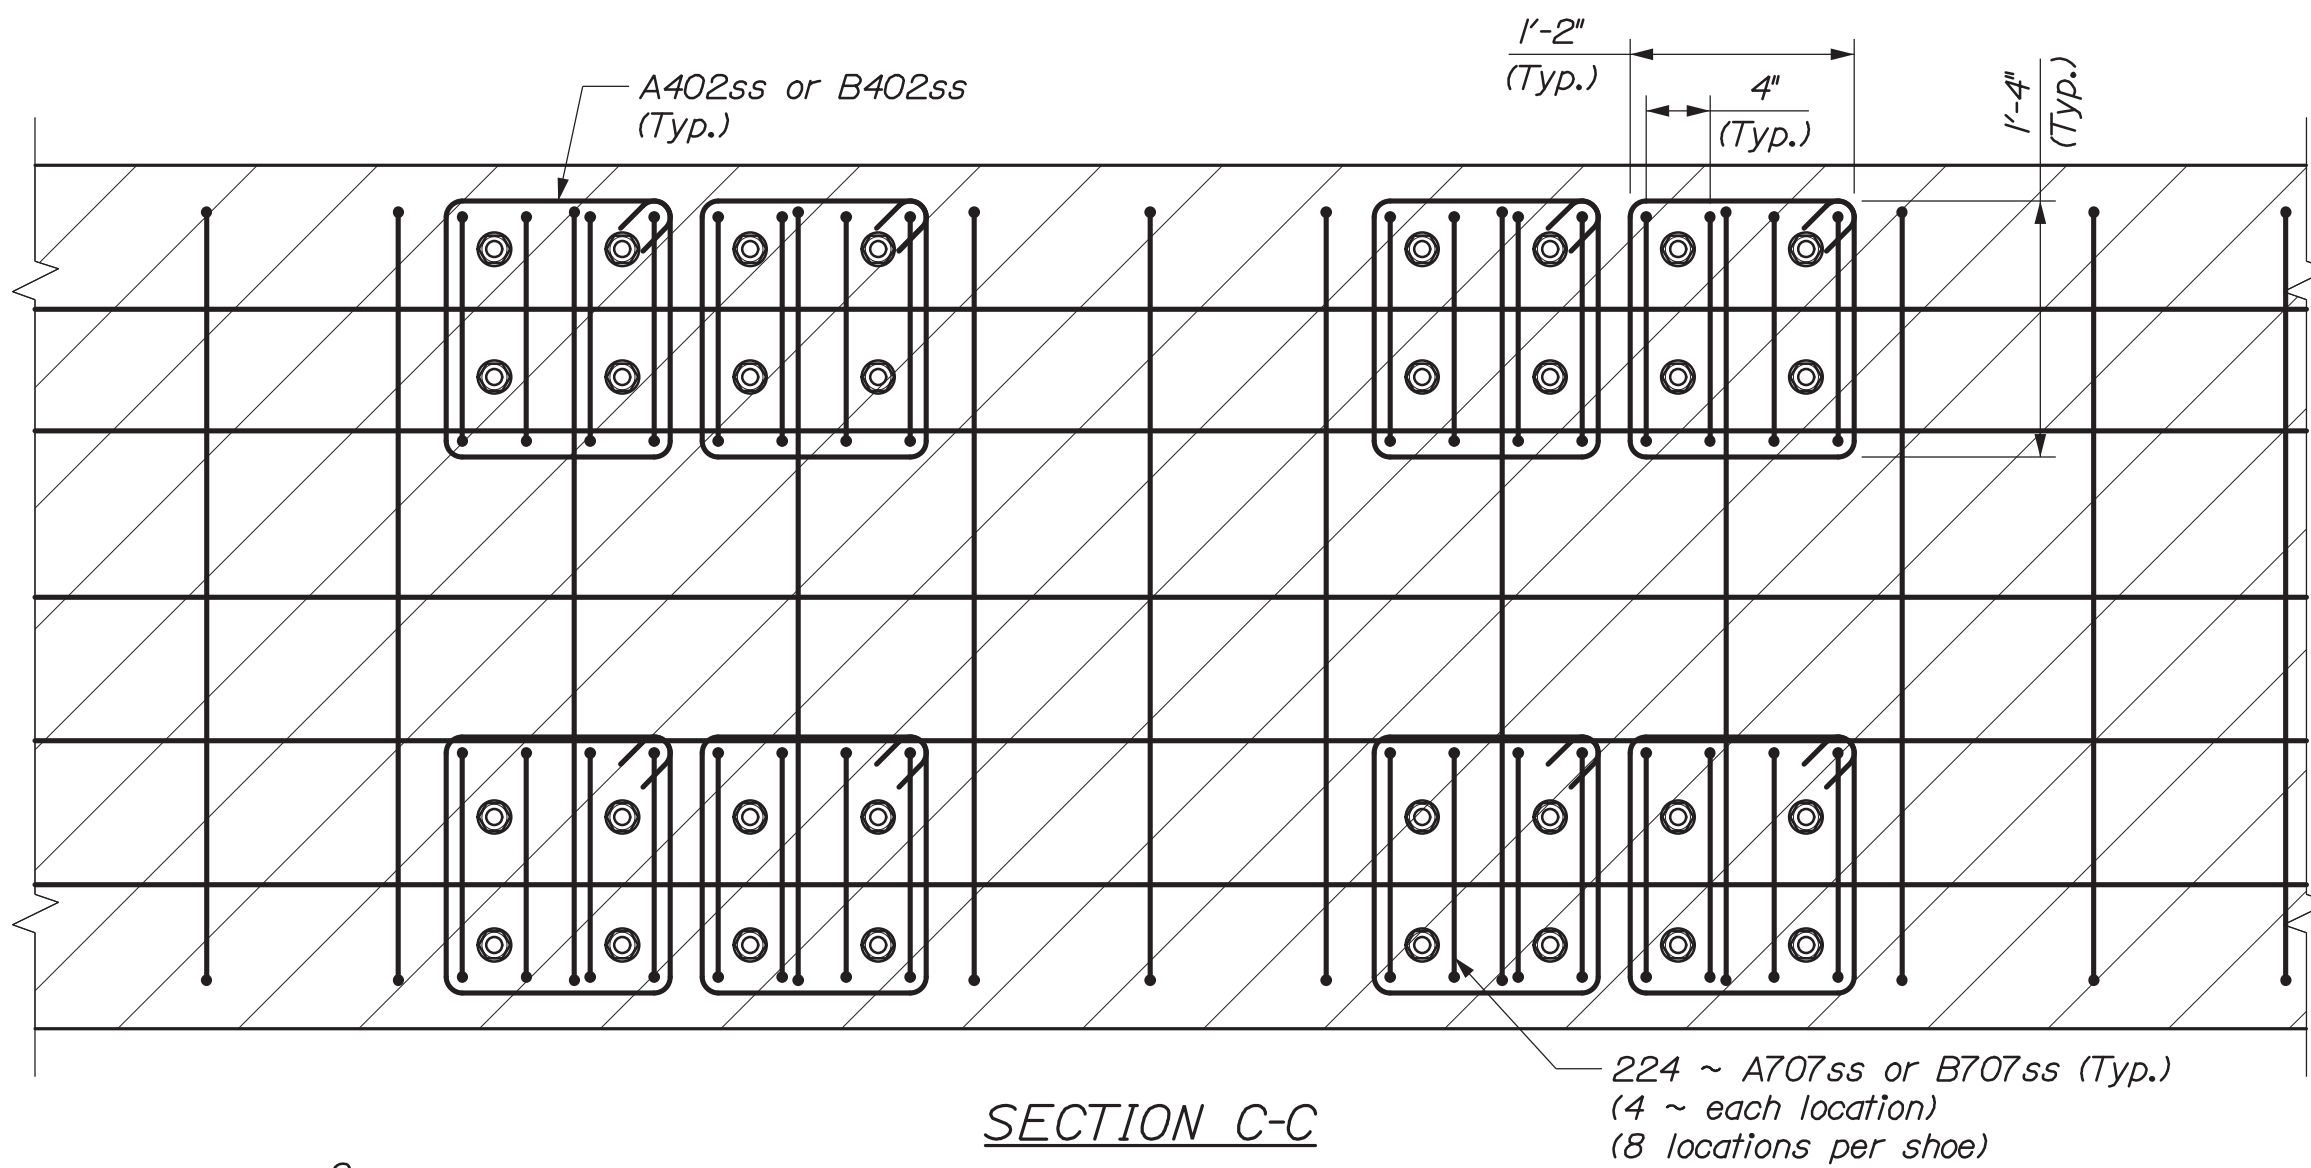 1'-2"
(Typ.)
4"
(Typ.)
1'-4"
(Typ.)
A402ss or B402ss
(Typ.)
224 ~ A707ss or B707ss (Typ.)
(4 ~ each location)
(8 locations per shoe)
SECTION C-C